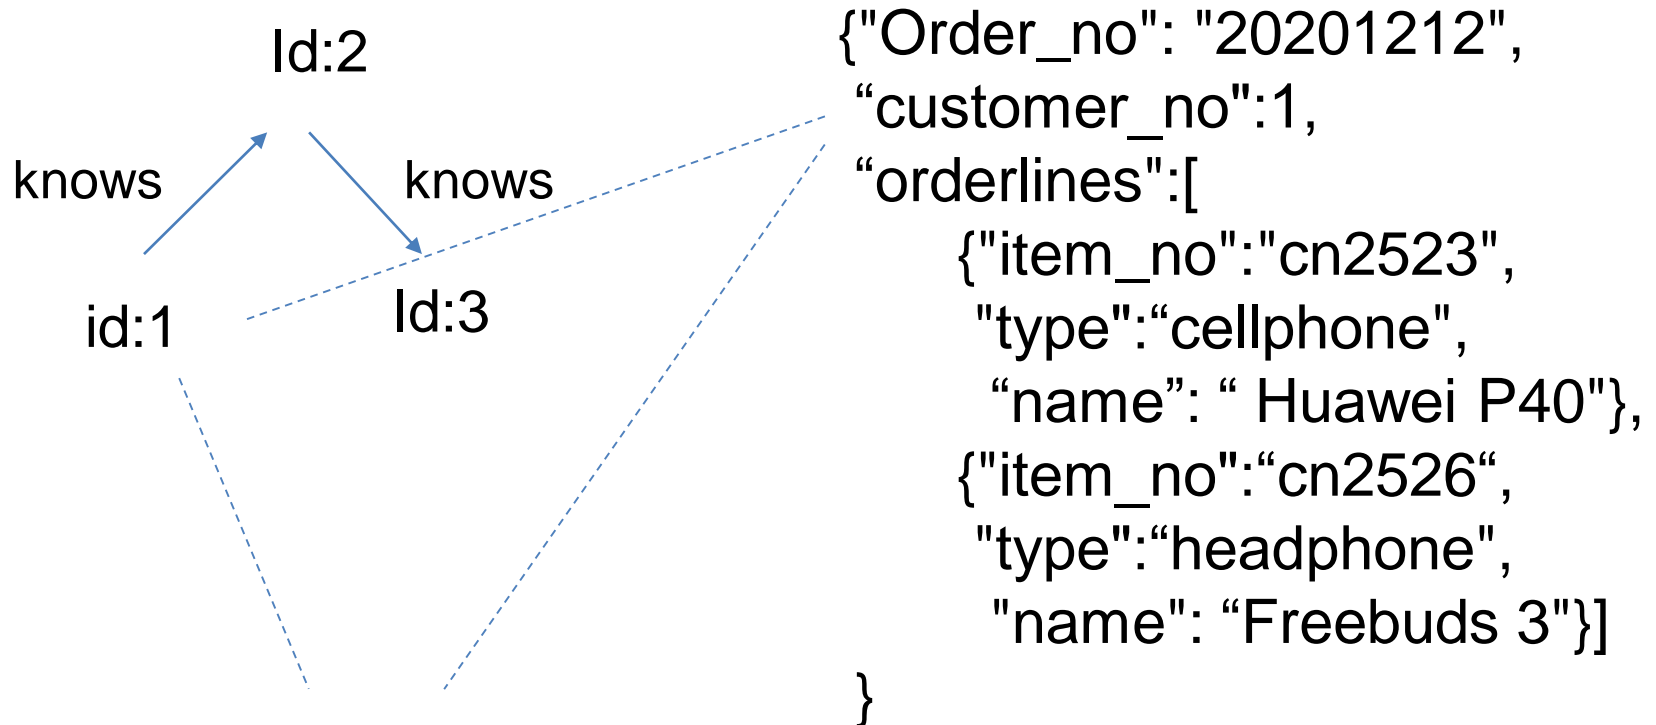 Id:2
knows
knows
id:1
Id:3
{"Order_no": "20201212",
“customer_no":1,
“orderlines":[
{"item_no":"cn2523",
"type":“cellphone",
“name”: “ Huawei P40"},
{"item_no":“cn2526“,
"type":“headphone",
"name": “Freebuds 3"}]
}